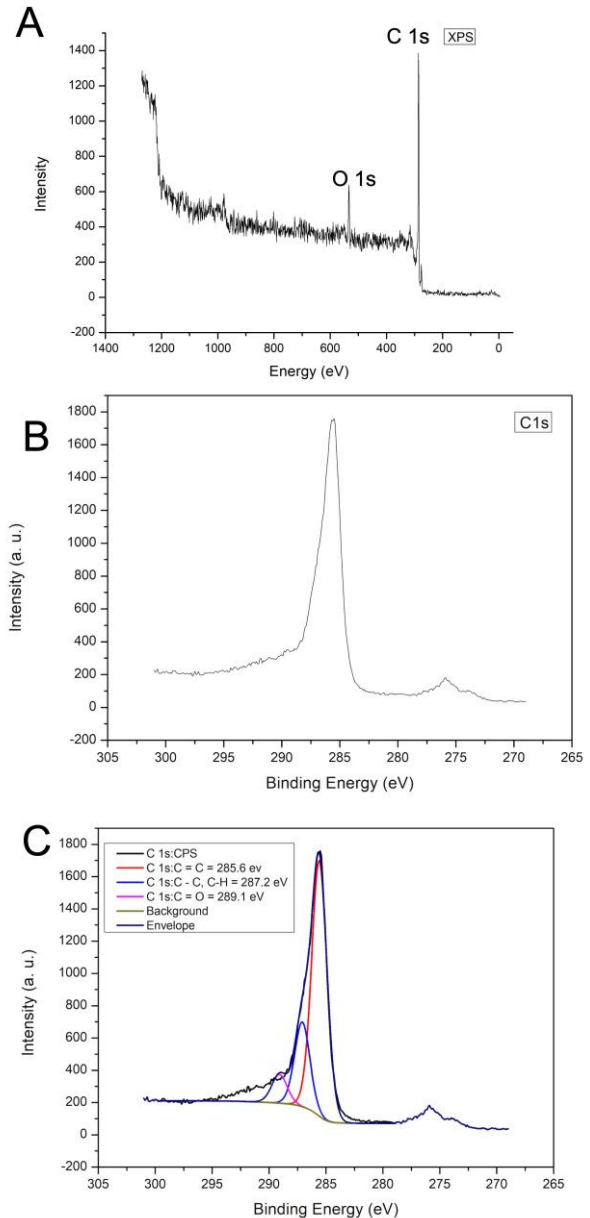 A
C 1s
XPS
O 1s
Intensity
1400
1200
1000
800
600
400
200
0
-200
1400 1200 1000 800 600 400 200 0
Energy (eV)
B
C1s
Intensity (a. u.)
1800
1600
1400
1200
1000
800
600
400
200
0
-200
305 300 295 290 285 280 275 270 265
Binding Energy (eV)
C
C 1s:CPS
C 1s:C = C = 285.6 ev
C 1s:C - C, C-H = 287.2 eV
C 1s:C = O = 289.1 eV
Background
Envelope
Intensity (a. u.)
1800
1600
1400
1200
1000
800
600
400
200
0
-200
305 300 295 290 285 280 275 270 265
Binding Energy (eV)